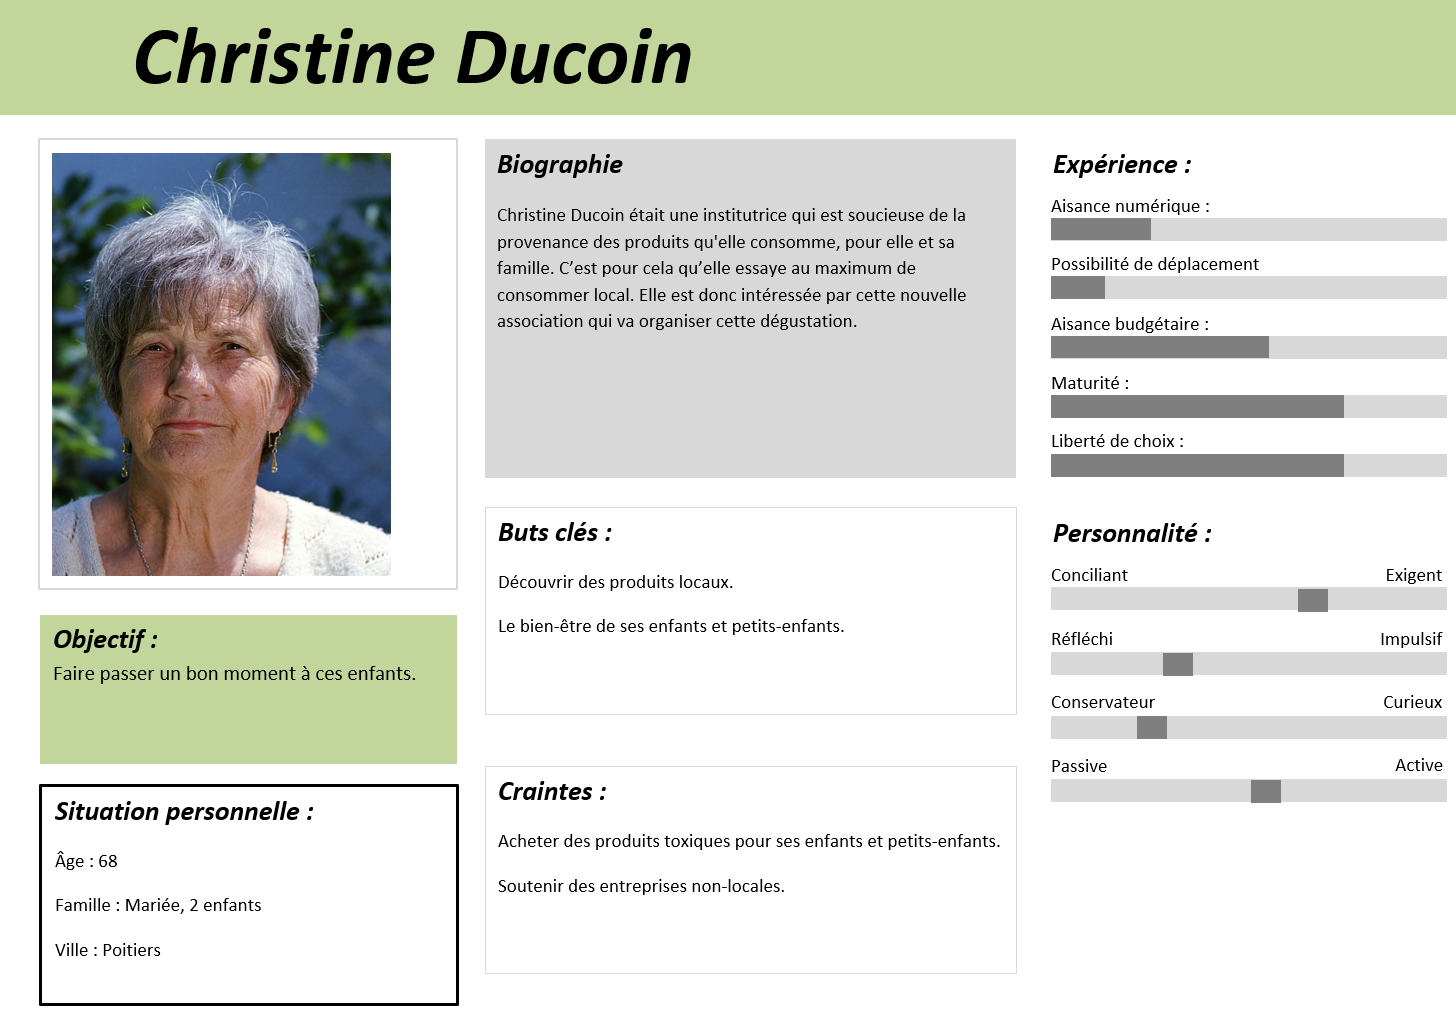 Christine Ducoin
Biographie
Christine Ducoin était une institutrice qui est soucieuse de la
provenance des produits qu'elle consomme, pour elle et sa
famille. C’est pour cela qu’elle essaye au maximum de
consommer local. Elle est donc intéressée par cette nouvelle
association qui va organiser cette dégustation.
Expérience :
Aisance numérique :
Possibilité de déplacement
Aisance budgétaire :
Maturité :
Liberté de choix :
Objectif :
Faire passer un bon moment à ces enfants.
Buts clés :
Découvrir des produits locaux.
Le bien-être de ses enfants et petits-enfants.
Personnalité :
Conciliant Exigent
Réfléchi Impulsif
Conservateur Curieux
Passive Active
Situation personnelle :
Âge : 68
Famille : Mariée, 2 enfants
Ville : Poitiers
Craintes :
Acheter des produits toxiques pour ses enfants et petits-enfants.
Soutenir des entreprises non-locales.